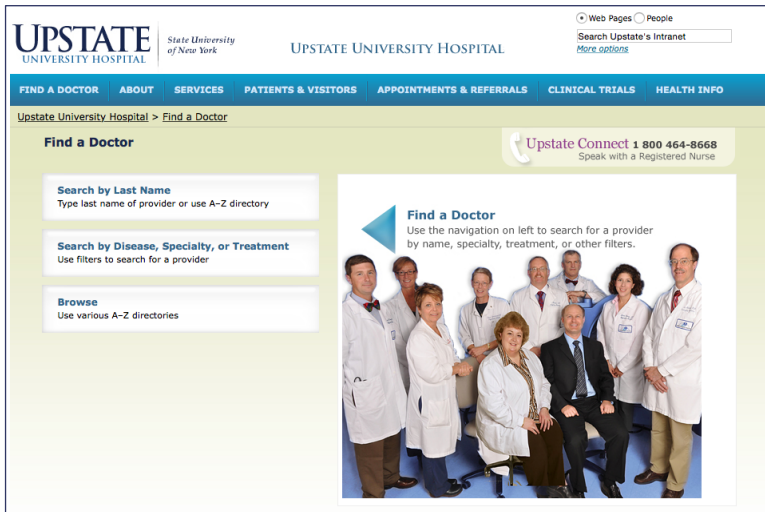 UPSTATE
UNIVERSITY HOSPITAL
State University
of New York
UPSTATE UNIVERSITY HOSPITAL
Web Pages People
Search Upstate's Intranet
More options
FIND A DOCTOR ABOUT SERVICES PATIENTS & VISITORS APPOINTMENTS & REFERRALS CLINICAL TRIALS HEALTH INFO
Upstate University Hospital > Find a Doctor
Find a Doctor
Upstate Connect 1 800 464-8668
Speak with a Registered Nurse
Search by Last Name
Type last name of provider or use A–Z directory
Search by Disease, Specialty, or Treatment
Use filters to search for a provider
Browse
Use various A–Z directories
Find a Doctor
Use the navigation on left to search for a provider
by name, specialty, treatment, or other filters.